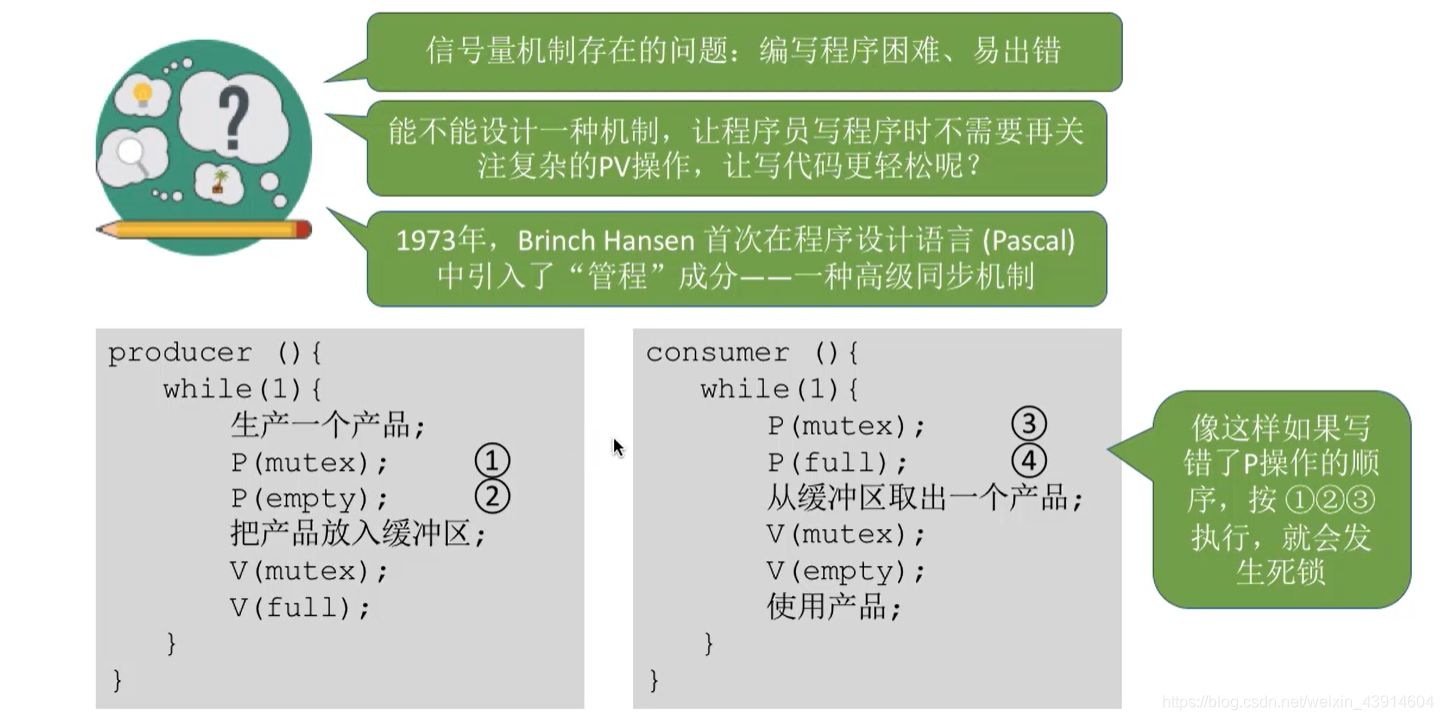 信号量机制存在的问题：编写程序困难、易出错
能不能设计一种机制，让程序员写程序时不需要再关
注复杂的PV操作，让写代码更轻松呢？
1973年，Brinch Hansen 首次在程序设计语言 (Pascal)
中引入了“管程”成分——一种高级同步机制
?
producer (){
while(1){
生产一个产品;
P(mutex); ①
P(empty); ②
把产品放入缓冲区;
V(mutex);
V(full);
}
}
consumer (){
while(1){
P(mutex); ③
P(full); ④
从缓冲区取出一个产品;
V(mutex);
V(empty);
使用产品;
}
}
像这样如果写
错了P操作的顺
序，按 ①②③
执行，就会发
生死锁
https://blog.csdn.net/weixin_43914604